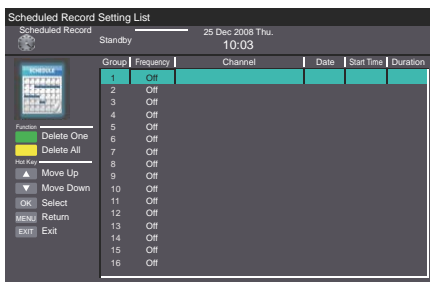 Scheduled Record Setting List
Scheduled Record
Standby
25 Dec 2008 Thu.
10:03
SCHEDULE
Group Frequency Channel Date Start Time Duration
1 Off
2 Off
3 Off
4 Off
5 Off
6 Off
7 Off
8 Off
9 Off
10 Off
11 Off
12 Off
13 Off
14 Off
15 Off
16 Off
Function
Delete One
Delete All
Hot Key
Move Up
Move Down
OK Select
MENU Return
EXIT Exit